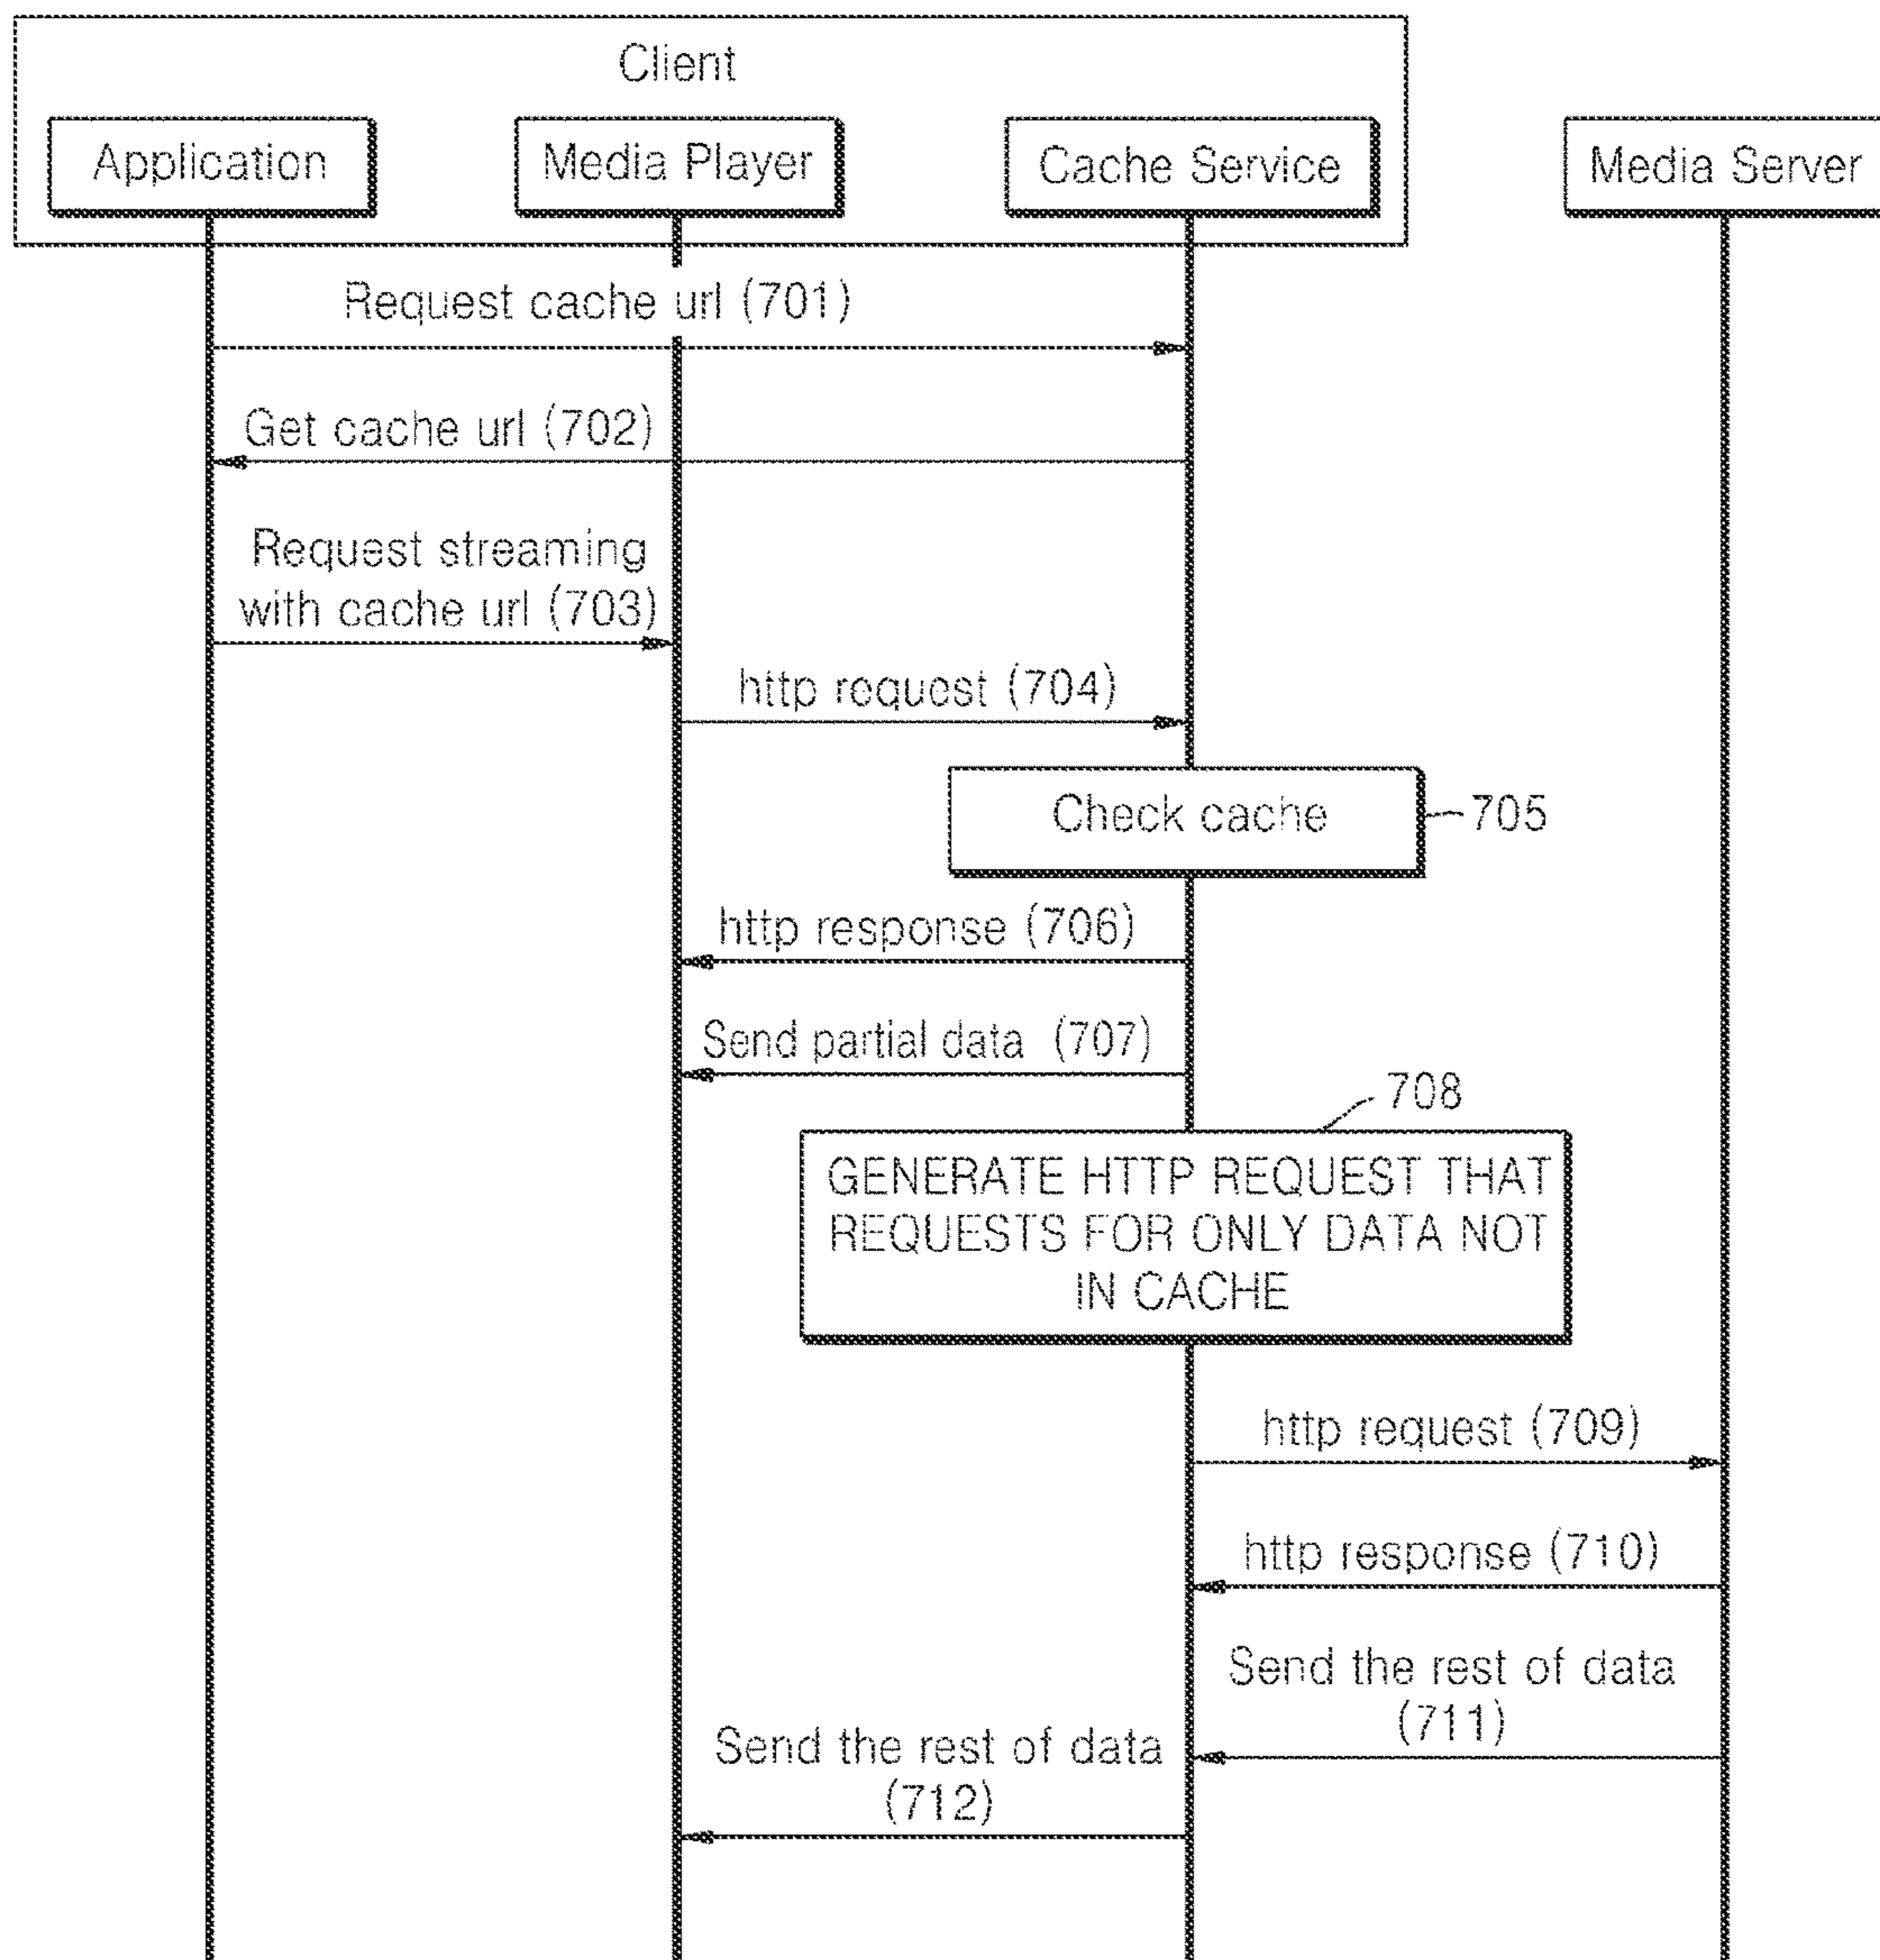 Client
Application
Media Player
Cache Service
Media Server
Request cache url (701)
Get cache url (702)
Request streaming
with cache url (703)
http request (704)
Check cache
705
http response (706)
Send partial data (707)
708
GENERATE HTTP REQUEST THAT
REQUESTS FOR ONLY DATA NOT
IN CACHE
http request (709)
http response (710)
Send the rest of data
(711)
Send the rest of data
(712)